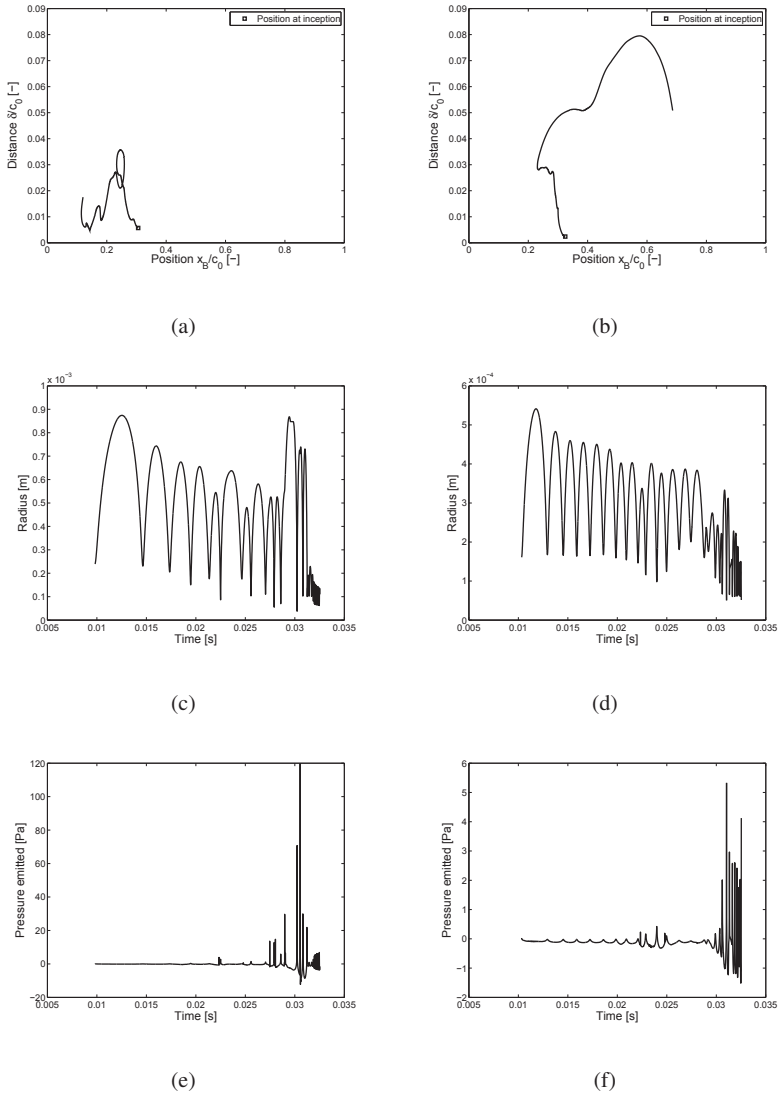 0.09
0.08
0.07
0.06
0.05
0.04
0.03
0.02
0.01
0
0 0.2 0.4 0.6 0.8 1
Distance δ/c₀ [−]
Position x_B/c₀ [−]
Position at inception
(a)
0.09
0.08
0.07
0.06
0.05
0.04
0.03
0.02
0.01
0
0 0.2 0.4 0.6 0.8 1
Distance δ/c₀ [−]
Position x_B/c₀ [−]
Position at inception
(b)
x 10⁻³
1
0.9
0.8
0.7
0.6
0.5
0.4
0.3
0.2
0.1
0
0.005 0.01 0.015 0.02 0.025 0.03 0.035
Radius [m]
Time [s]
(c)
x 10⁻⁴
6
5
4
3
2
1
0
0.005 0.01 0.015 0.02 0.025 0.03 0.035
Radius [m]
Time [s]
(d)
120
100
80
60
40
20
0
−20
0.005 0.01 0.015 0.02 0.025 0.03 0.035
Pressure emitted [Pa]
Time [s]
(e)
6
5
4
3
2
1
0
−1
−2
0.005 0.01 0.015 0.02 0.025 0.03 0.035
Pressure emitted [Pa]
Time [s]
(f)